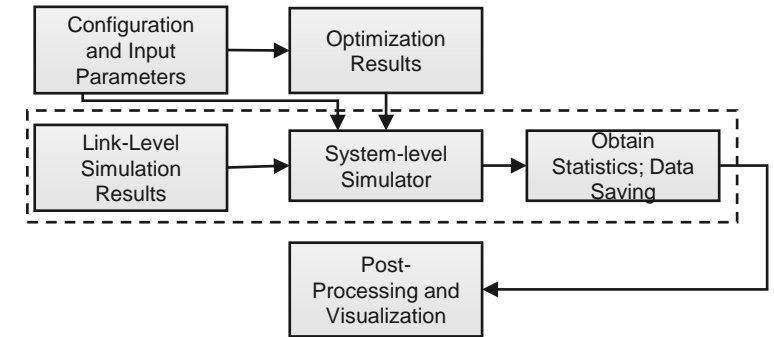 Configuration
and Input
Parameters
Optimization
Results
Link-Level
Simulation
Results
System-level
Simulator
Obtain
Statistics; Data
Saving
Post-
Processing and
Visualization